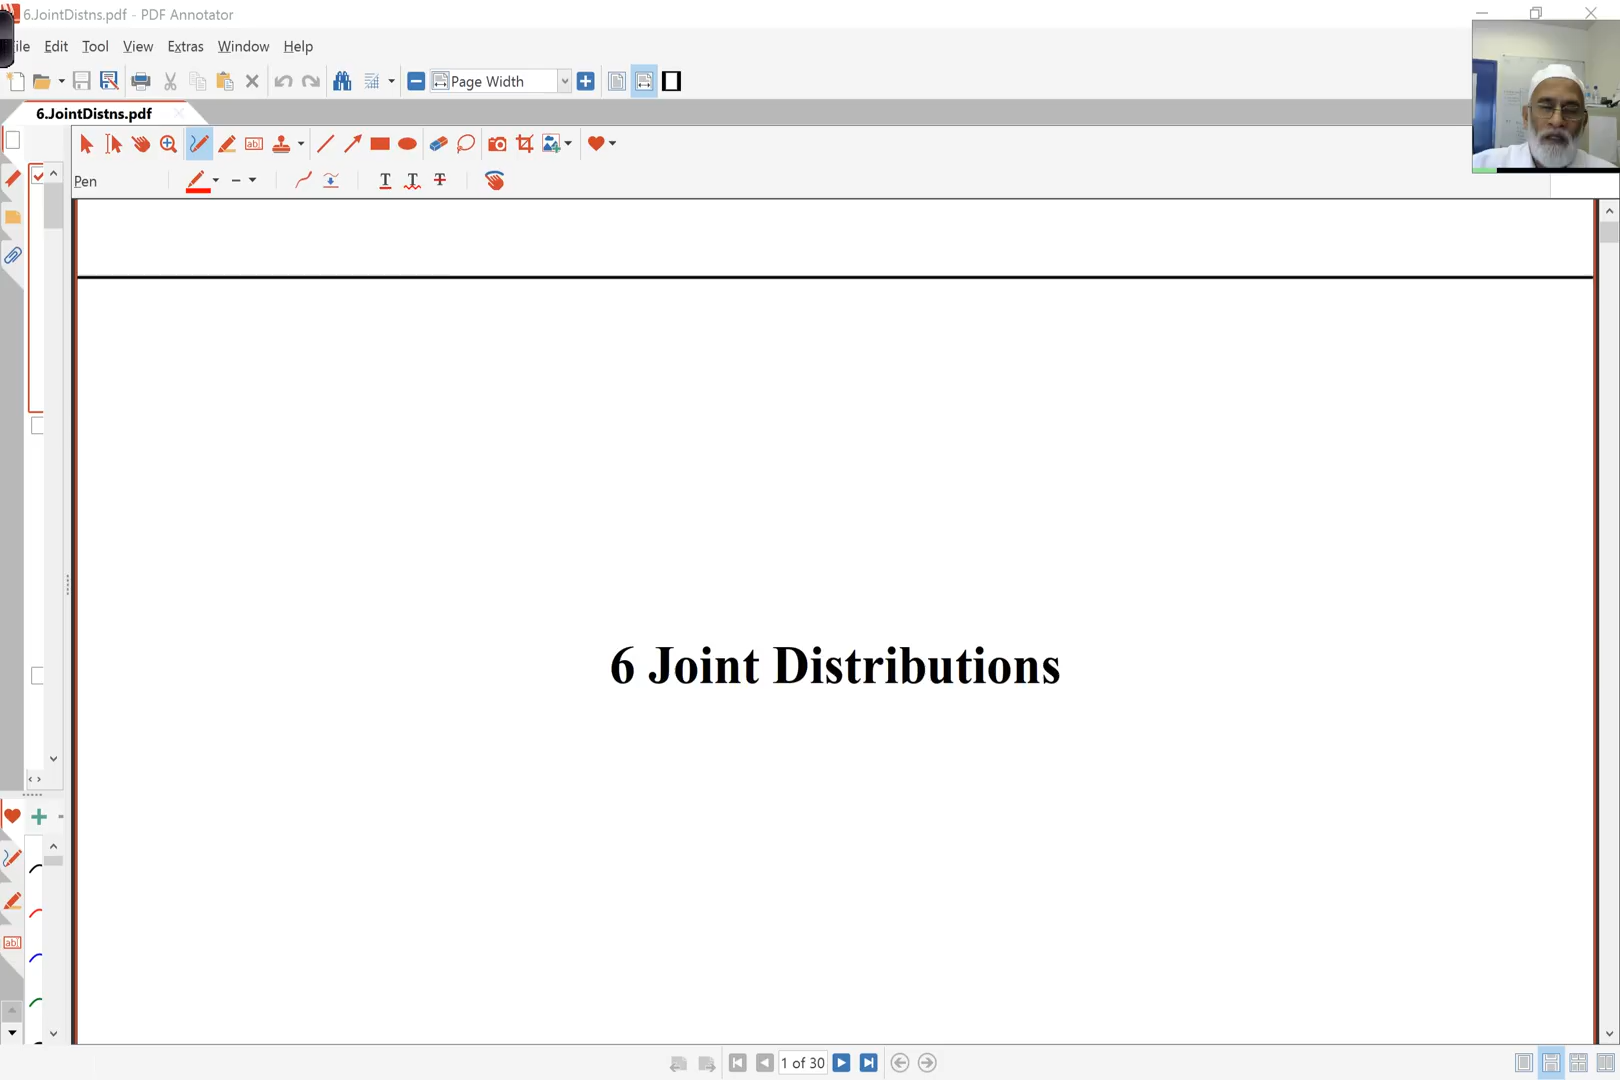 6.JointDistns.pdf - PDF Annotator
ile Edit Tool View Extras Window Help
Page Width
6.JointDistns.pdf
Pen
6 Joint Distributions
1 of 30